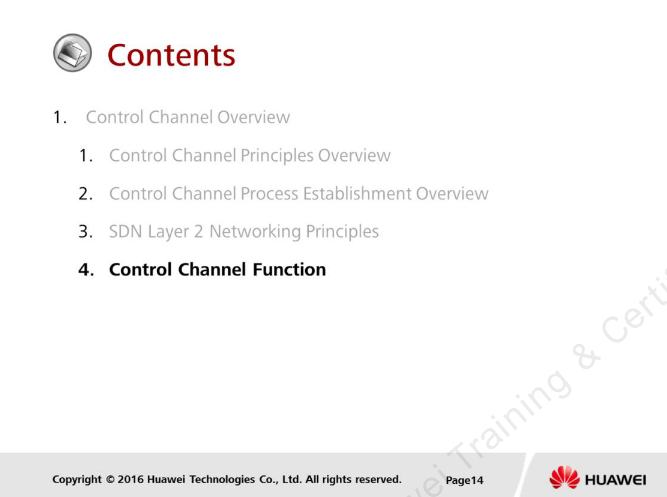 Contents
1. Control Channel Overview
1. Control Channel Principles Overview
2. Control Channel Process Establishment Overview
3. SDN Layer 2 Networking Principles
4. Control Channel Function
Training &
Copyright © 2016 Huawei Technologies Co., Ltd. All rights reserved.
Page14
HUAWEI